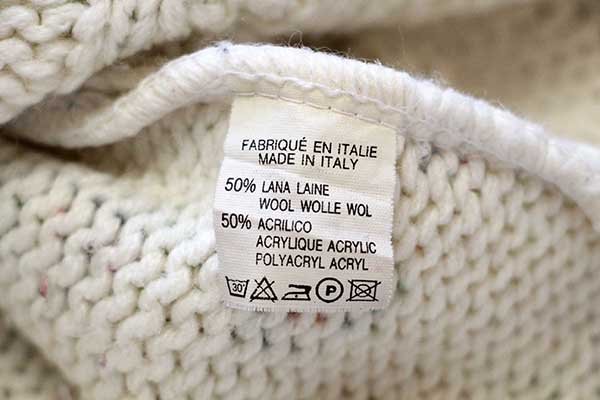 FABRIQUÉ EN ITALIE
MADE IN ITALY
50% LANA LAINE
WOOL WOLLE WOL
50% ACRILICO
ACRYLIQUE ACRYLIC
POLYACRYL ACRYL
30° P